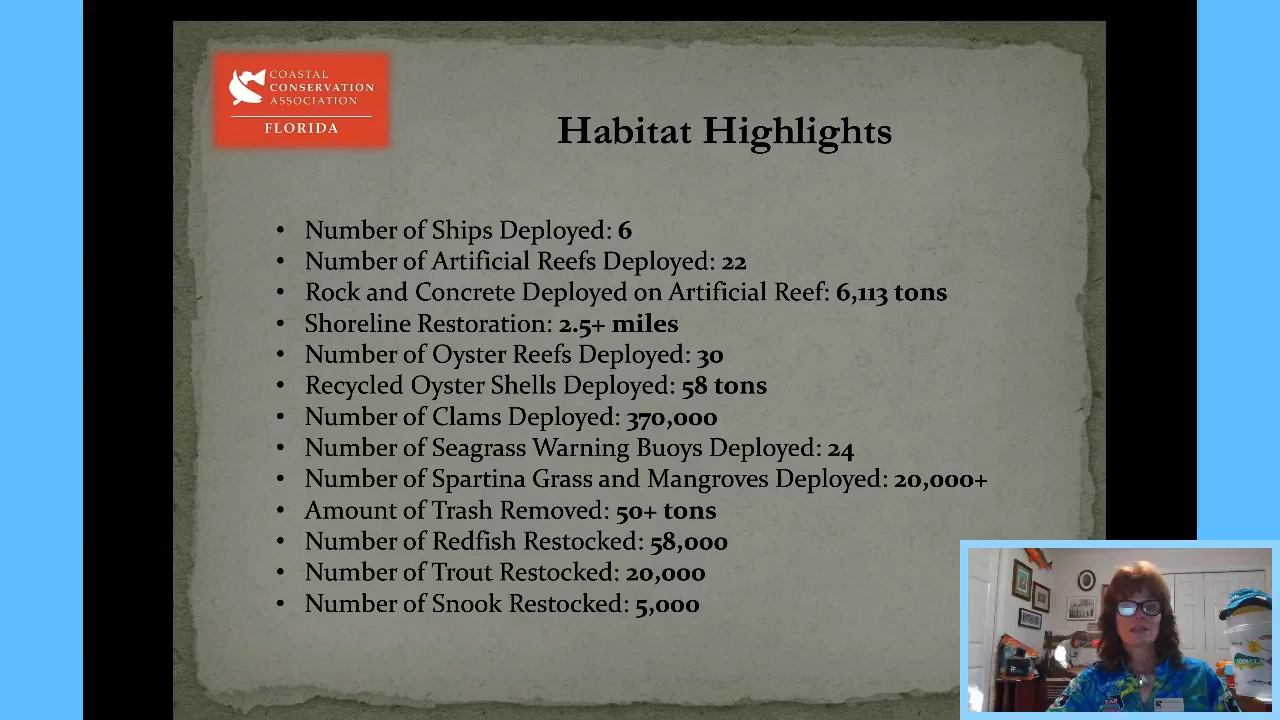 COASTAL
CONSERVATION
ASSOCIATION
FLORIDA
Habitat Highlights
• Number of Ships Deployed: 6
• Number of Artificial Reefs Deployed: 22
• Rock and Concrete Deployed on Artificial Reef: 6,113 tons
• Shoreline Restoration: 2.5+ miles
• Number of Oyster Reefs Deployed: 30
• Recycled Oyster Shells Deployed: 58 tons
• Number of Clams Deployed: 370,000
• Number of Seagrass Warning Buoys Deployed: 24
• Number of Spartina Grass and Mangroves Deployed: 20,000+
• Amount of Trash Removed: 50+ tons
• Number of Redfish Restocked: 58,000
• Number of Trout Restocked: 20,000
• Number of Snook Restocked: 5,000